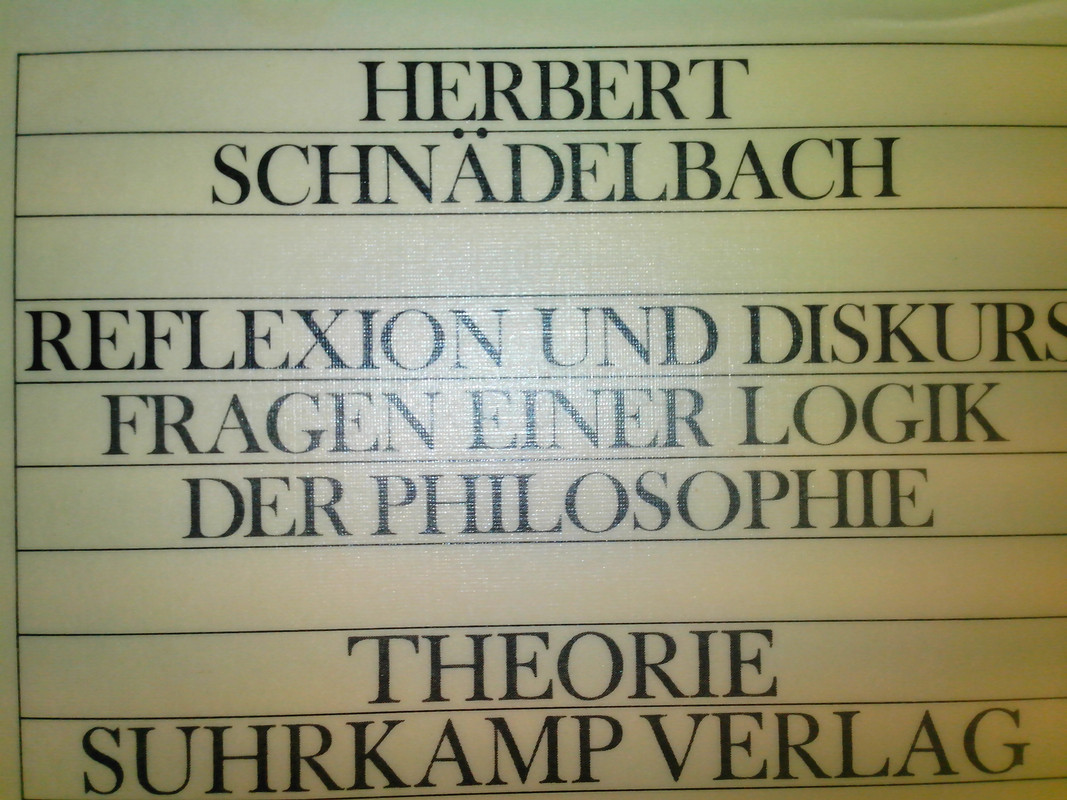 HERBERT
SCHNÄDELBACH
REFLEXION UND DISKURS
FRAGEN EINER LOGIK
DER PHILOSOPHIE
THEORIE
SUHRKAMP VERLAG